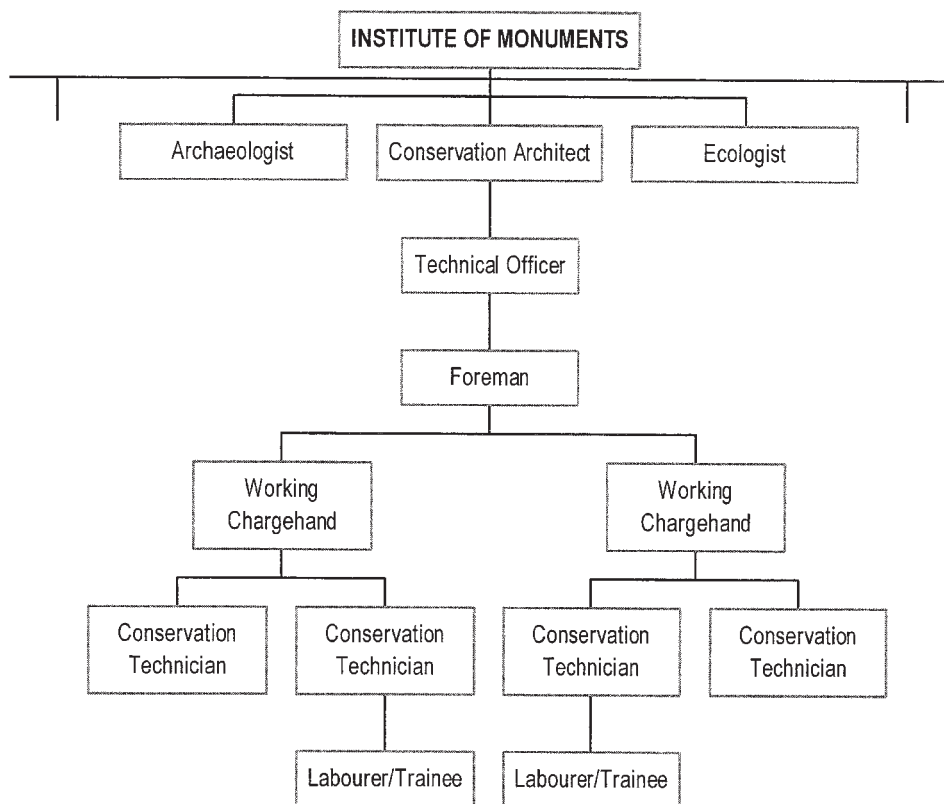 INSTITUTE OF MONUMENTS
Archaeologist
Conservation Architect
Ecologist
Technical Officer
Foreman
Working
Chargehand
Working
Chargehand
Conservation
Technician
Conservation
Technician
Conservation
Technician
Conservation
Technician
Labourer/Trainee
Labourer/Trainee